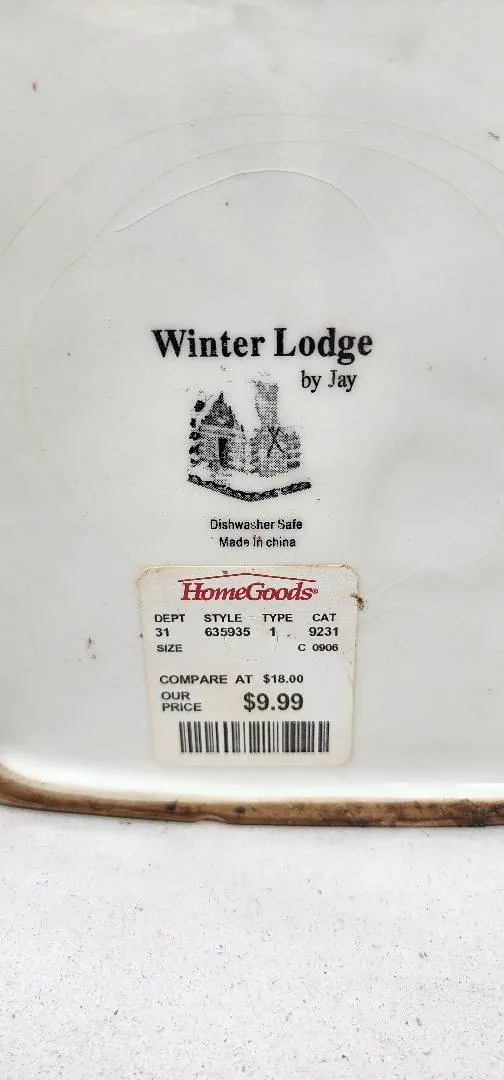 Winter Lodge
by Jay
Dishwasher Safe
Made in china
HomeGoods®
DEPT STYLE TYPE CAT
31 635935 1 9231
SIZE C 0906
COMPARE AT $18.00
OUR
PRICE $9.99